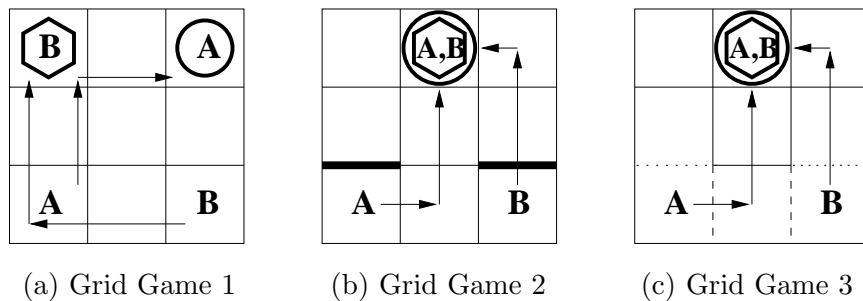 B A A,B A,B
A B A B A B
(a) Grid Game 1 (b) Grid Game 2 (c) Grid Game 3